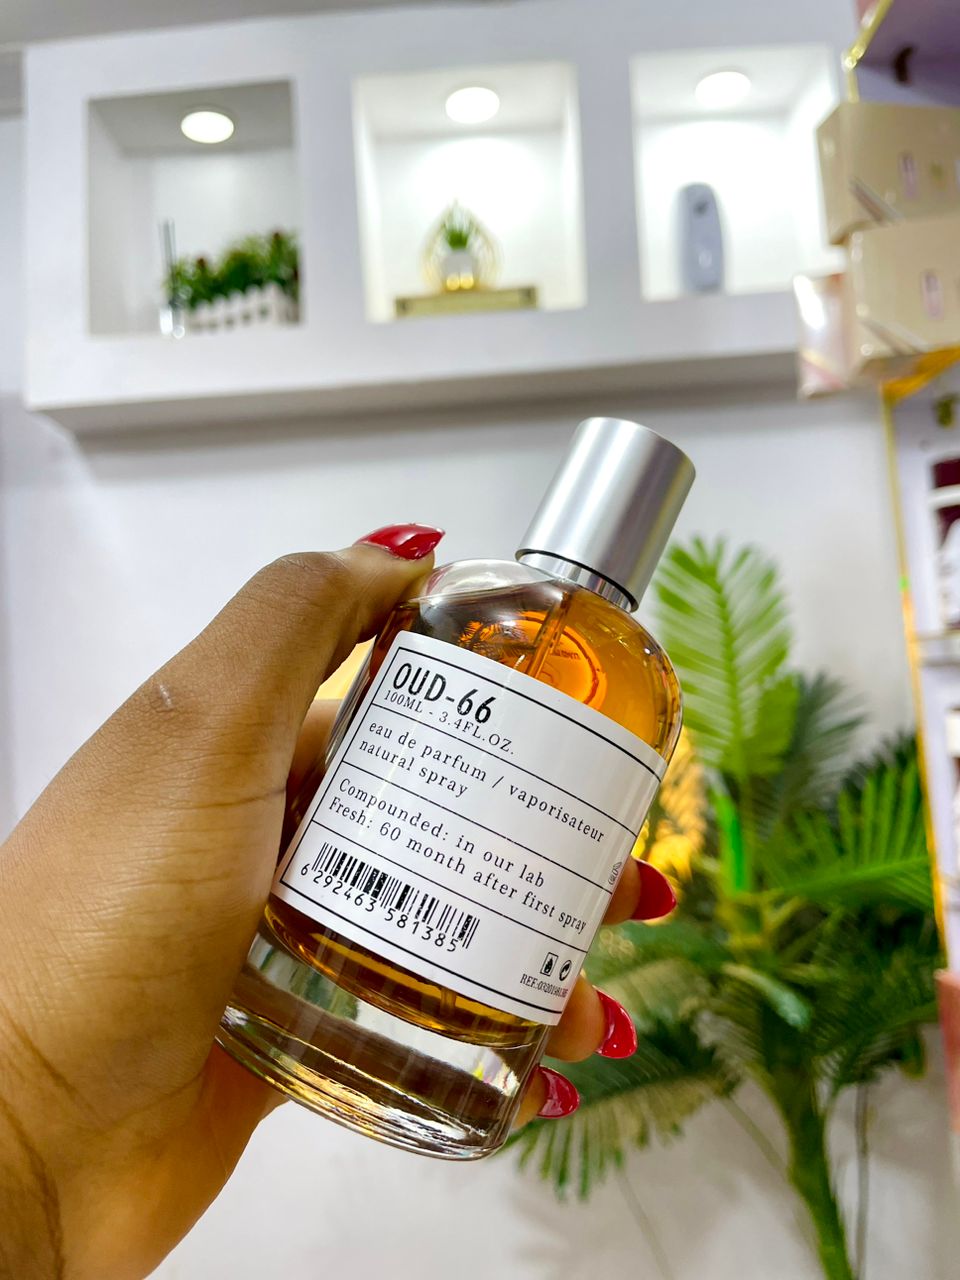 OUD-66
100ML - 3.4FL.OZ.
eau de parfum / vaporisateur
natural spray
Compounded: in our lab
Fresh: 60 month after first spray
6 292463 581385